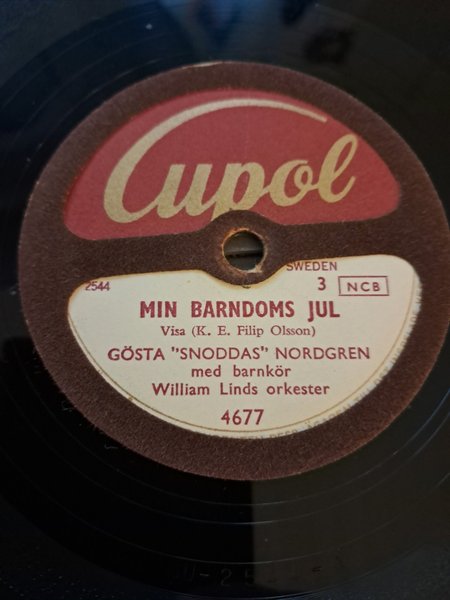 Cupol
SWEDEN
2544 3 NCB
MIN BARNDOMS JUL
Visa (K. E. Filip Olsson)
GÖSTA "SNODDAS" NORDGREN
med barnkör
William Linds orkester
4677